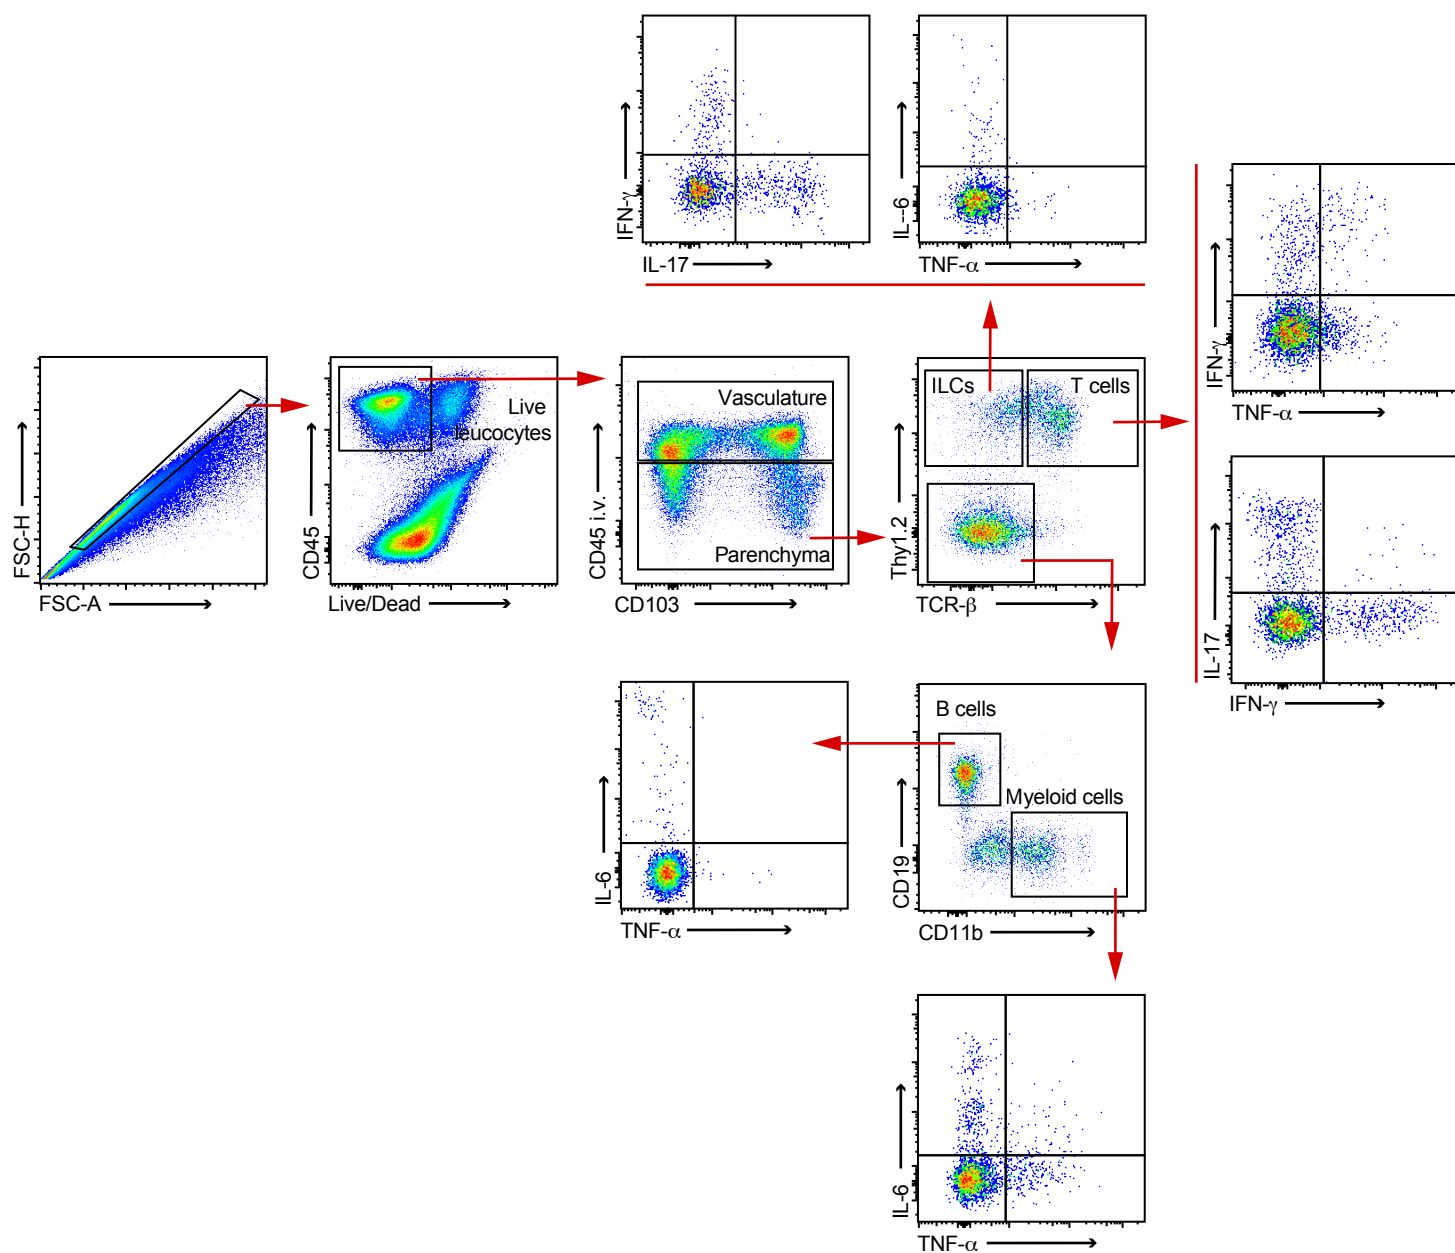 IFN-γ
IL-17
IL--6
TNF-α
IFN-γ
TNF-α
FSC-H
FSC-A
CD45
Live/Dead
Live
leucocytes
CD45 i.v.
CD103
Vasculature
Parenchyma
Thy1.2
TCR-β
ILCs
T cells
IL-17
IFN-γ
IL-6
TNF-α
B cells
Myeloid cells
CD19
CD11b
IL-6
TNF-α